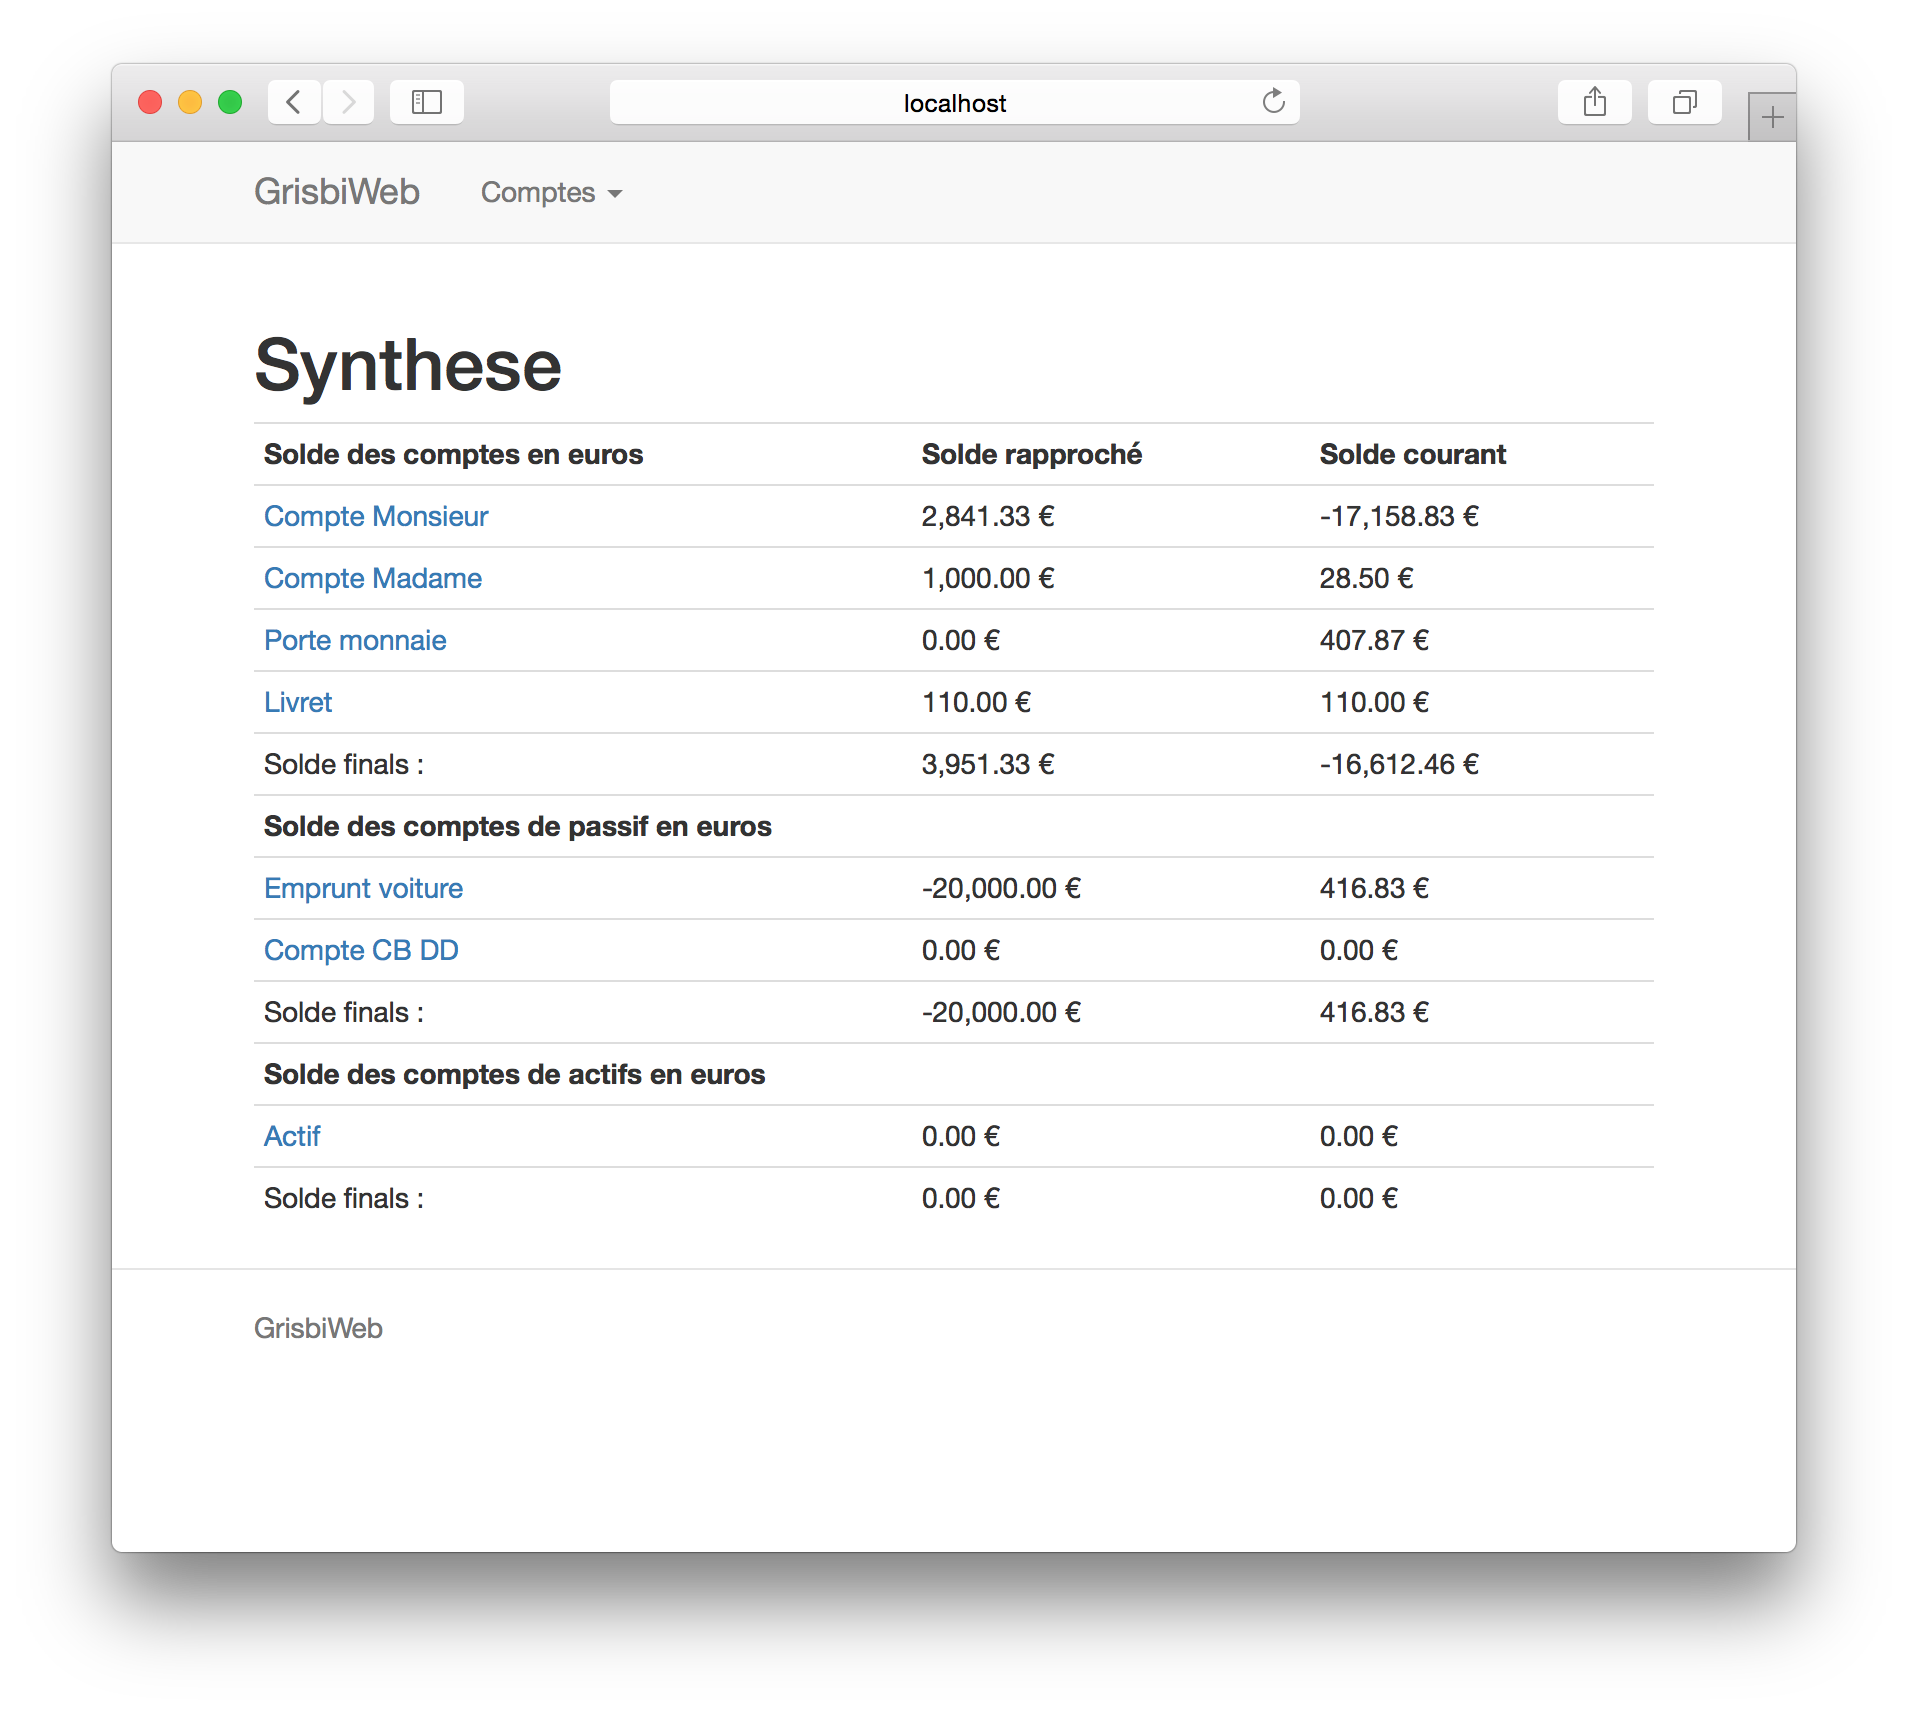 localhost
GrisbiWeb Comptes
Synthese
Solde des comptes en euros Solde rapproché Solde courant
Compte Monsieur 2,841.33 € -17,158.83 €
Compte Madame 1,000.00 € 28.50 €
Porte monnaie 0.00 € 407.87 €
Livret 110.00 € 110.00 €
Solde finals : 3,951.33 € -16,612.46 €
Solde des comptes de passif en euros
Emprunt voiture -20,000.00 € 416.83 €
Compte CB DD 0.00 € 0.00 €
Solde finals : -20,000.00 € 416.83 €
Solde des comptes de actifs en euros
Actif 0.00 € 0.00 €
Solde finals : 0.00 € 0.00 €
GrisbiWeb